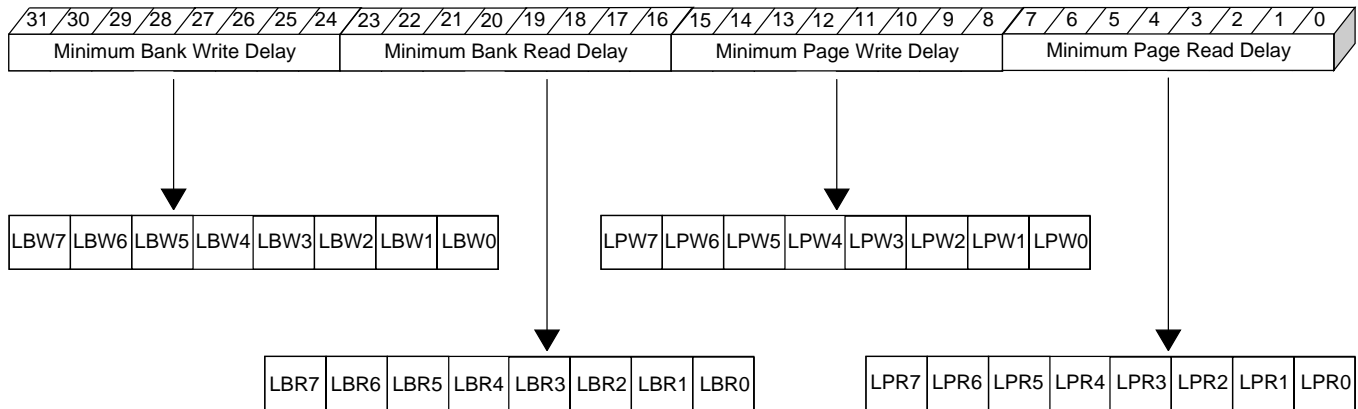 31 30 29 28 27 26 25 24 23 22 21 20 19 18 17 16 15 14 13 12 11 10 9 8 7 6 5 4 3 2 1 0
Minimum Bank Write Delay Minimum Bank Read Delay Minimum Page Write Delay Minimum Page Read Delay
LBW7 LBW6 LBW5 LBW4 LBW3 LBW2 LBW1 LBW0 LPW7 LPW6 LPW5 LPW4 LPW3 LPW2 LPW1 LPW0
LBR7 LBR6 LBR5 LBR4 LBR3 LBR2 LBR1 LBR0 LPR7 LPR6 LPR5 LPR4 LPR3 LPR2 LPR1 LPR0